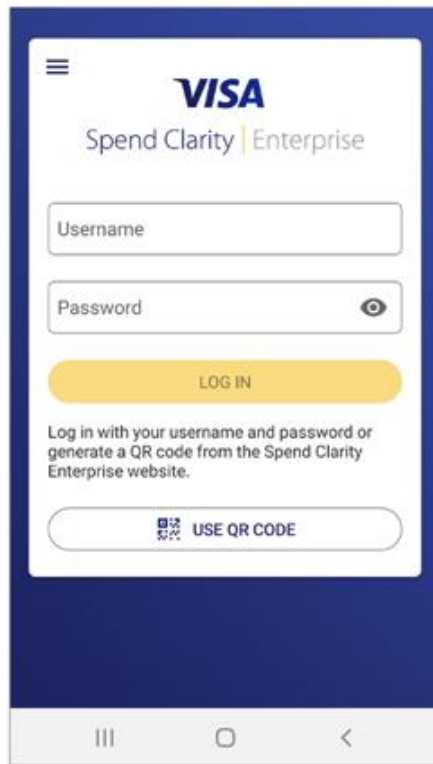 VISA
Spend Clarity | Enterprise
Username
Password
LOG IN
Log in with your username and password or
generate a QR code from the Spend Clarity
Enterprise website.
USE QR CODE